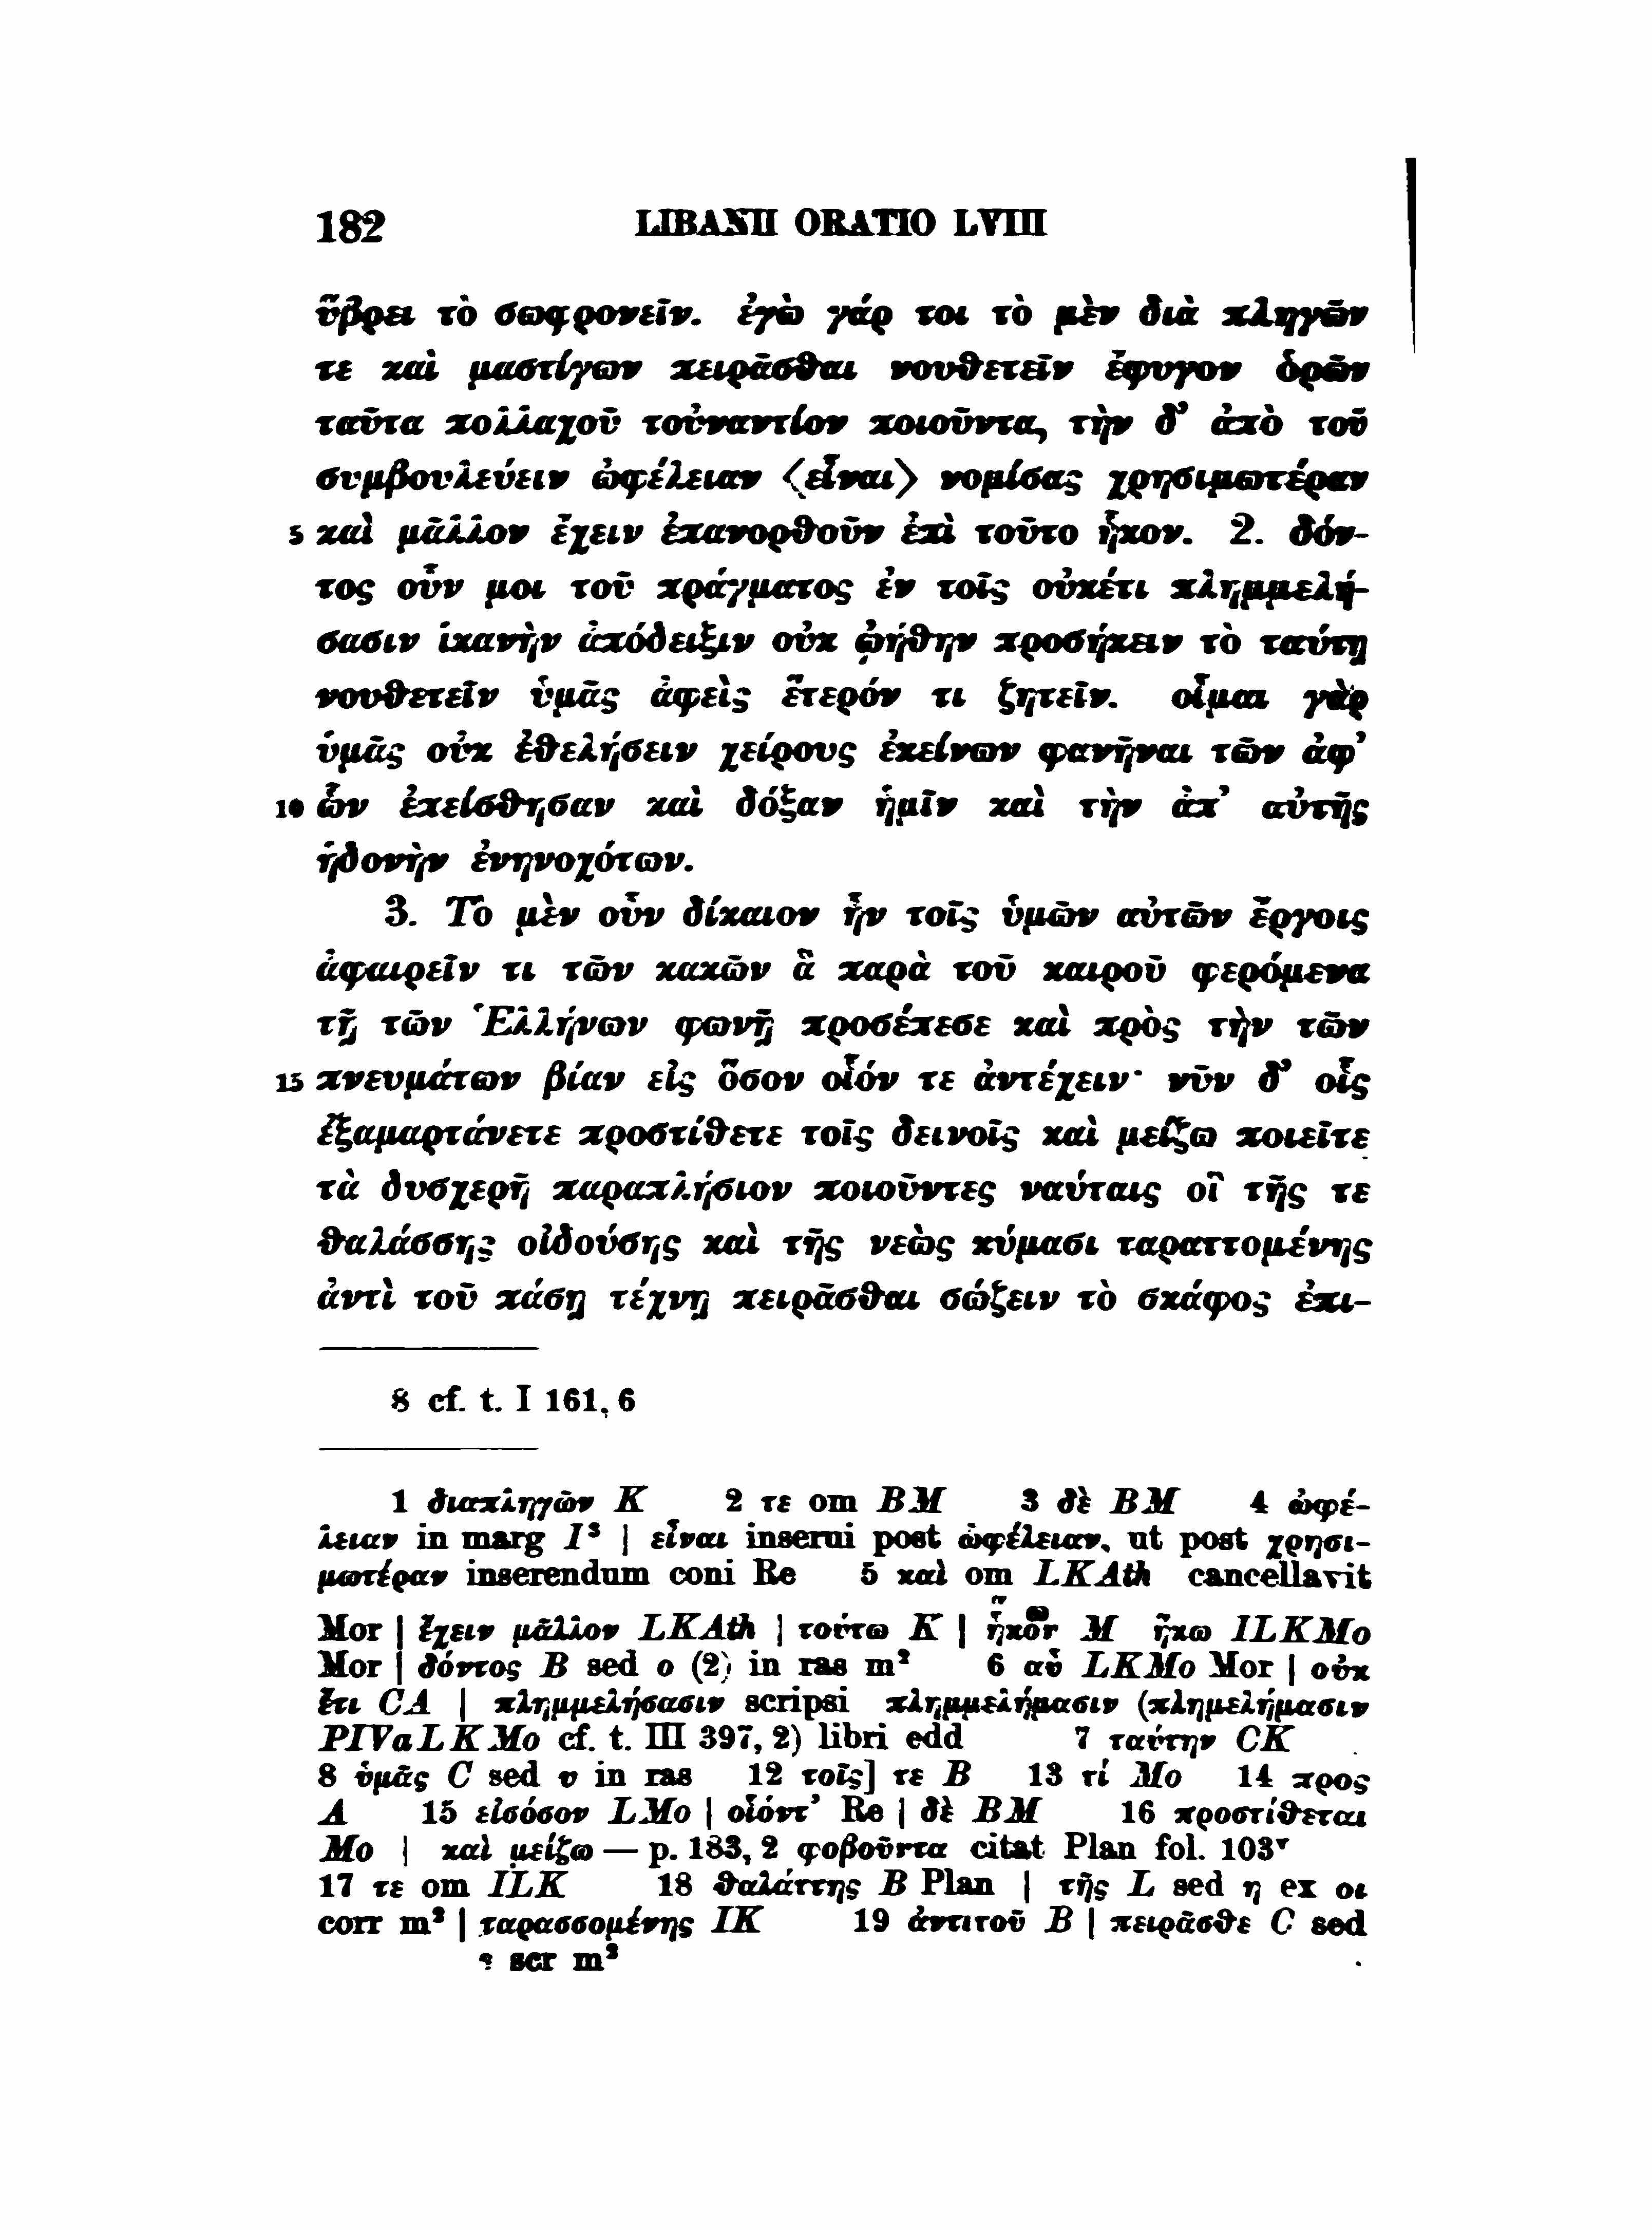 182 LIBANII ORATIO LVIII
ὕβρει τὸ σωφρονεῖν. ἐγὼ γάρ τοι τὸ μὲν διὰ πληγῶν
τε καὶ μαστίγων πειρᾶσθαι νουθετεῖν ἔφυγον ὁρῶν
ταῦτα πολλαχοῦ τοὐναντίον ποιοῦντα, τὴν δ’ ἀπὸ τοῦ
συμβουλεύειν ὠφέλειαν ⟨εἶναι⟩ νομίσας χρησιμωτέραν
5 καὶ μᾶλλον ἔχειν ἐπανορθοῦν ἐπὶ τοῦτο ἧκον. 2. δόν-
τος οὖν μοι τοῦ πράγματος ἐν τοῖς οὐκέτι πλημμελή-
σασιν ἱκανὴν ἀπόδειξιν οὐκ ᾠήθην προσήκειν τὸ ταύτῃ
νουθετεῖν ὑμᾶς ἀφεὶς ἕτερόν τι ζητεῖν. οἶμαι γὰρ
ὑμᾶς οὐκ ἐθελήσειν χείρους ἐκείνων φανῆναι τῶν ἀφ’
10 ὧν ἐπείσθησαν καὶ δόξαν ἡμῖν καὶ τὴν ἀπ’ αὐτῆς
ἡδονὴν ἐνηνοχότων.
3. Τὸ μὲν οὖν δίκαιον ἦν τοῖς ὑμῶν αὐτῶν ἔργοις
ἀφαιρεῖν τι τῶν κακῶν ἃ παρὰ τοῦ καιροῦ φερόμενα
τῇ τῶν Ἑλλήνων φωνῇ προσέπεσε καὶ πρὸς τὴν τῶν
15 πνευμάτων βίαν εἰς ὅσον οἷόν τε ἀντέχειν· νῦν δ’ οἷς
ἐξαμαρτάνετε προστίθετε τοῖς δεινοῖς καὶ μείζω ποιεῖτε
τὰ δυσχερῆ παραπλήσιον ποιοῦντες ναύταις οἳ τῆς τε
θαλάσσης οἰδούσης καὶ τῆς νεὼς κύμασι ταραττομένης
ἀντὶ τοῦ πάσῃ τέχνῃ πειρᾶσθαι σώζειν τὸ σκάφος ἐπι-
8 cf. t. I 161, 6
1 διαπληγῶν K 2 τε om BM 3 δὲ BM 4 ὠφέ-
λειαν in marg I³ | εἶναι inserui post ὠφέλειαν, ut post χρησι-
μωτέραν inserendum coni Re 5 καὶ om LKAth cancellavit
Mor | ἔχειν μᾶλλον LKAth | τούτω K | ἧκον M ἥκω ILKMo
Mor | δόντος B sed ο (2) in ras m² 6 αὖ LKMo Mor | οὐκ
ἔτι CA | πλημμελήσασιν scripsi πλημμελήμασιν (πλημελήμασιν
PIVaLKMo cf. t. III 397, 2) libri edd 7 ταύτην CK
8 ὑμᾶς C sed υ in ras 12 τοῖς] τε B 13 τί Mo 14 προς
A 15 εἰσόσον LMo | οἷόντ’ Re | δὲ BM 16 προστίθεται
Mo | καὶ μείζω — p. 183, 2 φοβοῦντα citat Plan fol. 103ᵛ
17 τε om ILK 18 θαλάττης B Plan | τῆς L sed η ex οι
corr m² | ταρασσομένης IK 19 ἀντιτοῦ B | πειρᾶσθε C sed
scr m²